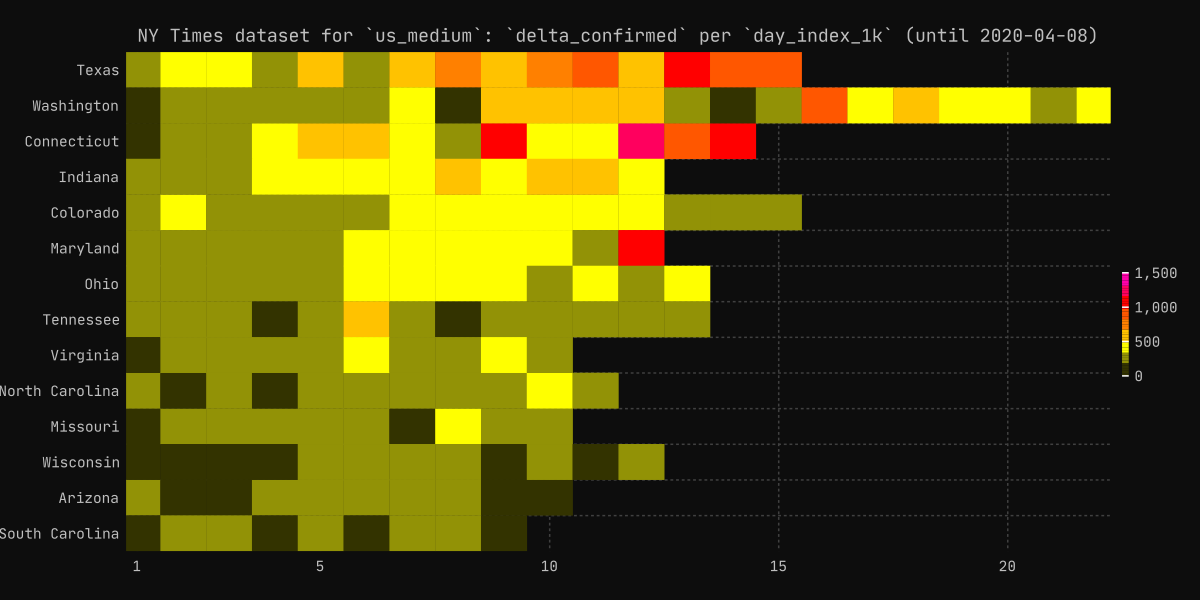 NY Times dataset for `us_medium`: `delta_confirmed` per `day_index_1k` (until 2020-04-08)
Texas
Washington
Connecticut
Indiana
Colorado
Maryland
Ohio
Tennessee
Virginia
North Carolina
Missouri
Wisconsin
Arizona
South Carolina
1 5 10 15 20
1,500
1,000
500
0